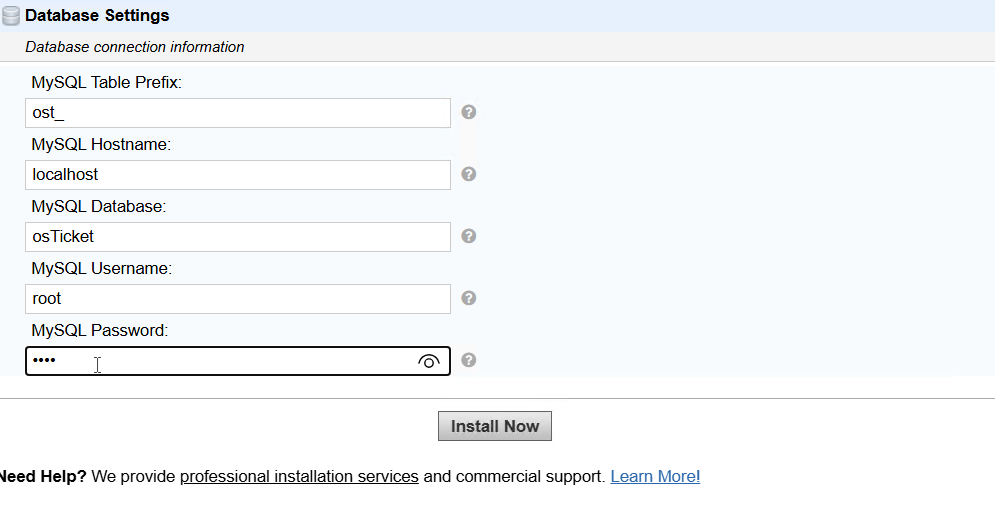 Database Settings
Database connection information
MySQL Table Prefix:
ost_
MySQL Hostname:
localhost
MySQL Database:
osTicket
MySQL Username:
root
MySQL Password:
••••
Install Now
Need Help? We provide professional installation services and commercial support. Learn More!